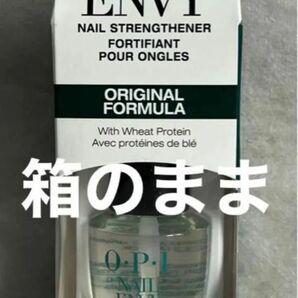 ENVY
NAIL STRENGTHENER
FORTIFIANT
POUR ONGLES
ORIGINAL
FORMULA
With Wheat Protein
Avec protéines de blé
箱のまま
O·P·I
NAIL
ENVY